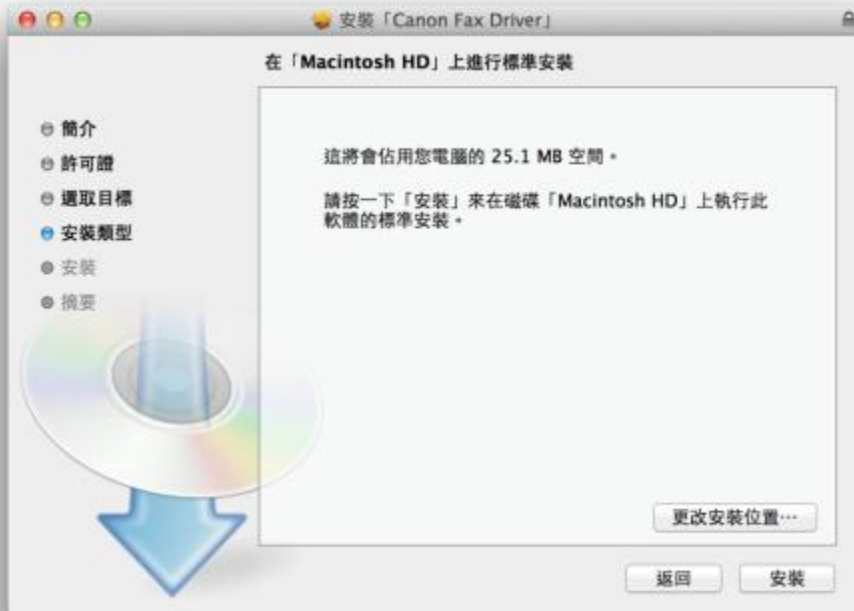 安裝「Canon Fax Driver」
在「Macintosh HD」上進行標準安裝
簡介
許可證
選取目標
安裝類型
安裝
摘要
這將會佔用您電腦的 25.1 MB 空間。
請按一下「安裝」來在磁碟「Macintosh HD」上執行此
軟體的標準安裝。
更改安裝位置⋯
返回
安裝